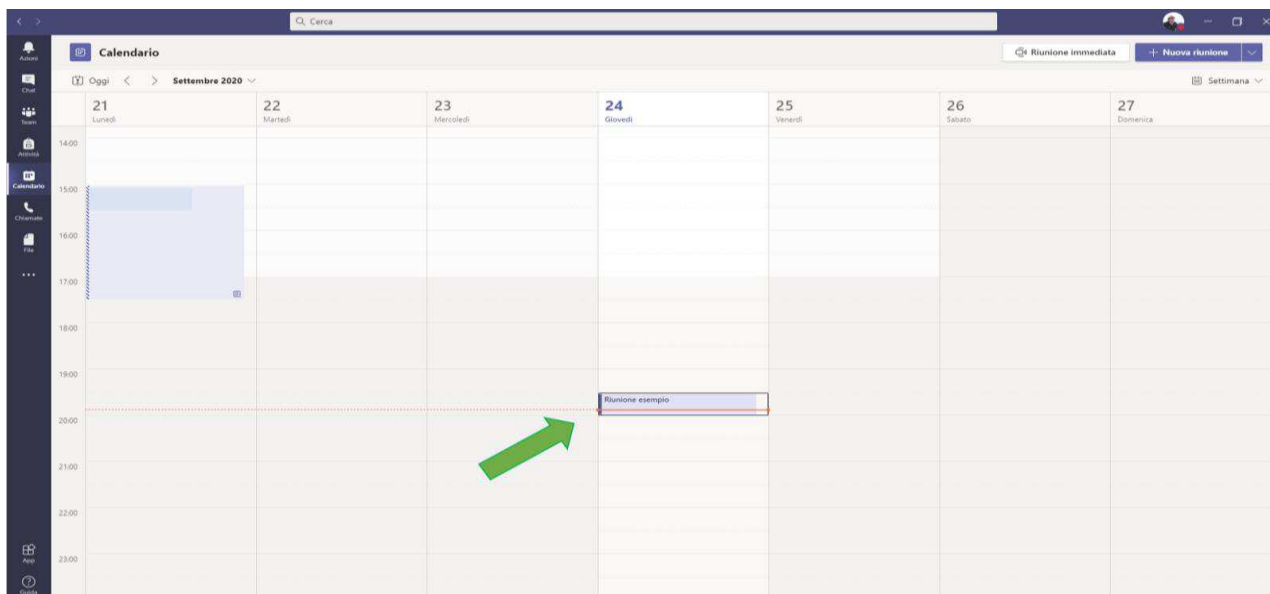 Cerca
Azioni
Chat
Team
Attività
Calendario
Chiamate
File
App
Guida
Calendario
Riunione immediata
+ Nuova riunione
Oggi
Settembre 2020
Settimana
21
Lunedì
22
Martedì
23
Mercoledì
24
Giovedì
25
Venerdì
26
Sabato
27
Domenica
14:00
15:00
16:00
17:00
18:00
19:00
20:00
21:00
22:00
23:00
Riunione esempio